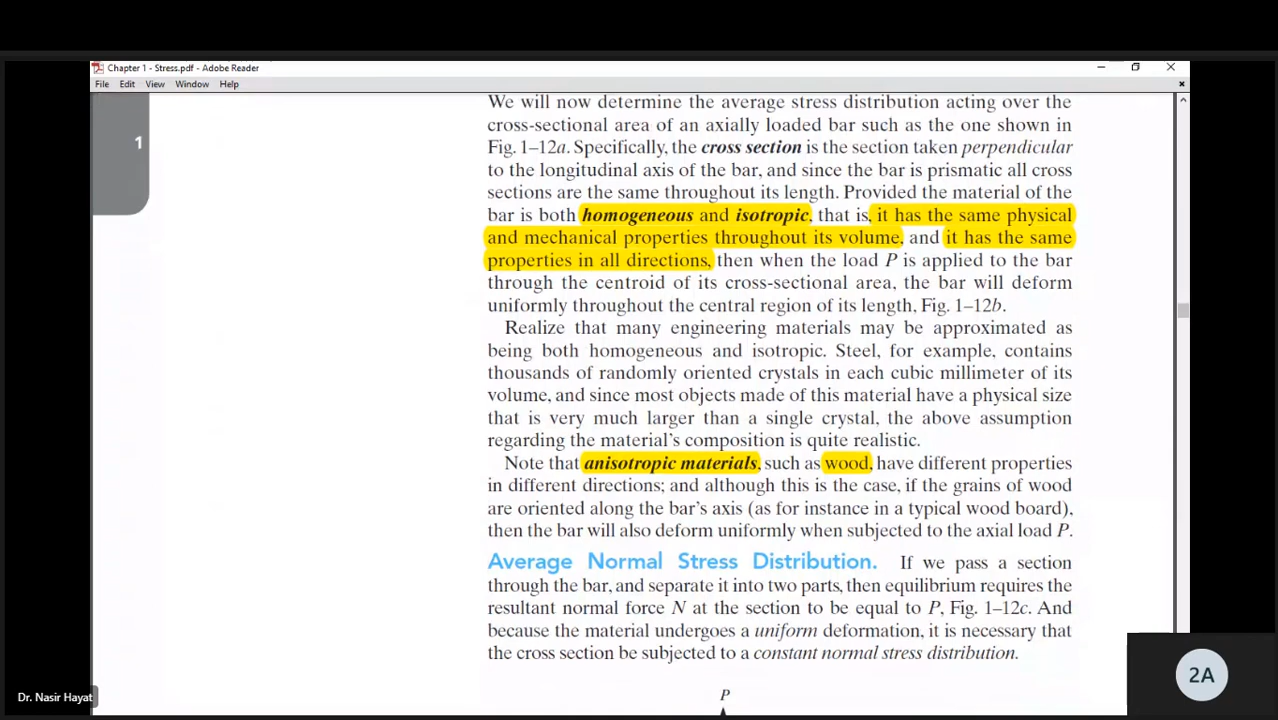 Chapter 1 - Stress.pdf - Adobe Reader
File Edit View Window Help
1
We will now determine the average stress distribution acting over the
cross-sectional area of an axially loaded bar such as the one shown in
Fig. 1–12a. Specifically, the cross section is the section taken perpendicular
to the longitudinal axis of the bar, and since the bar is prismatic all cross
sections are the same throughout its length. Provided the material of the
bar is both homogeneous and isotropic, that is, it has the same physical
and mechanical properties throughout its volume, and it has the same
properties in all directions, then when the load P is applied to the bar
through the centroid of its cross-sectional area, the bar will deform
uniformly throughout the central region of its length, Fig. 1–12b.
Realize that many engineering materials may be approximated as
being both homogeneous and isotropic. Steel, for example, contains
thousands of randomly oriented crystals in each cubic millimeter of its
volume, and since most objects made of this material have a physical size
that is very much larger than a single crystal, the above assumption
regarding the material's composition is quite realistic.
Note that anisotropic materials, such as wood, have different properties
in different directions; and although this is the case, if the grains of wood
are oriented along the bar's axis (as for instance in a typical wood board),
then the bar will also deform uniformly when subjected to the axial load P.
Average Normal Stress Distribution. If we pass a section
through the bar, and separate it into two parts, then equilibrium requires the
resultant normal force N at the section to be equal to P, Fig. 1–12c. And
because the material undergoes a uniform deformation, it is necessary that
the cross section be subjected to a constant normal stress distribution.
P
Dr. Nasir Hayat
2A